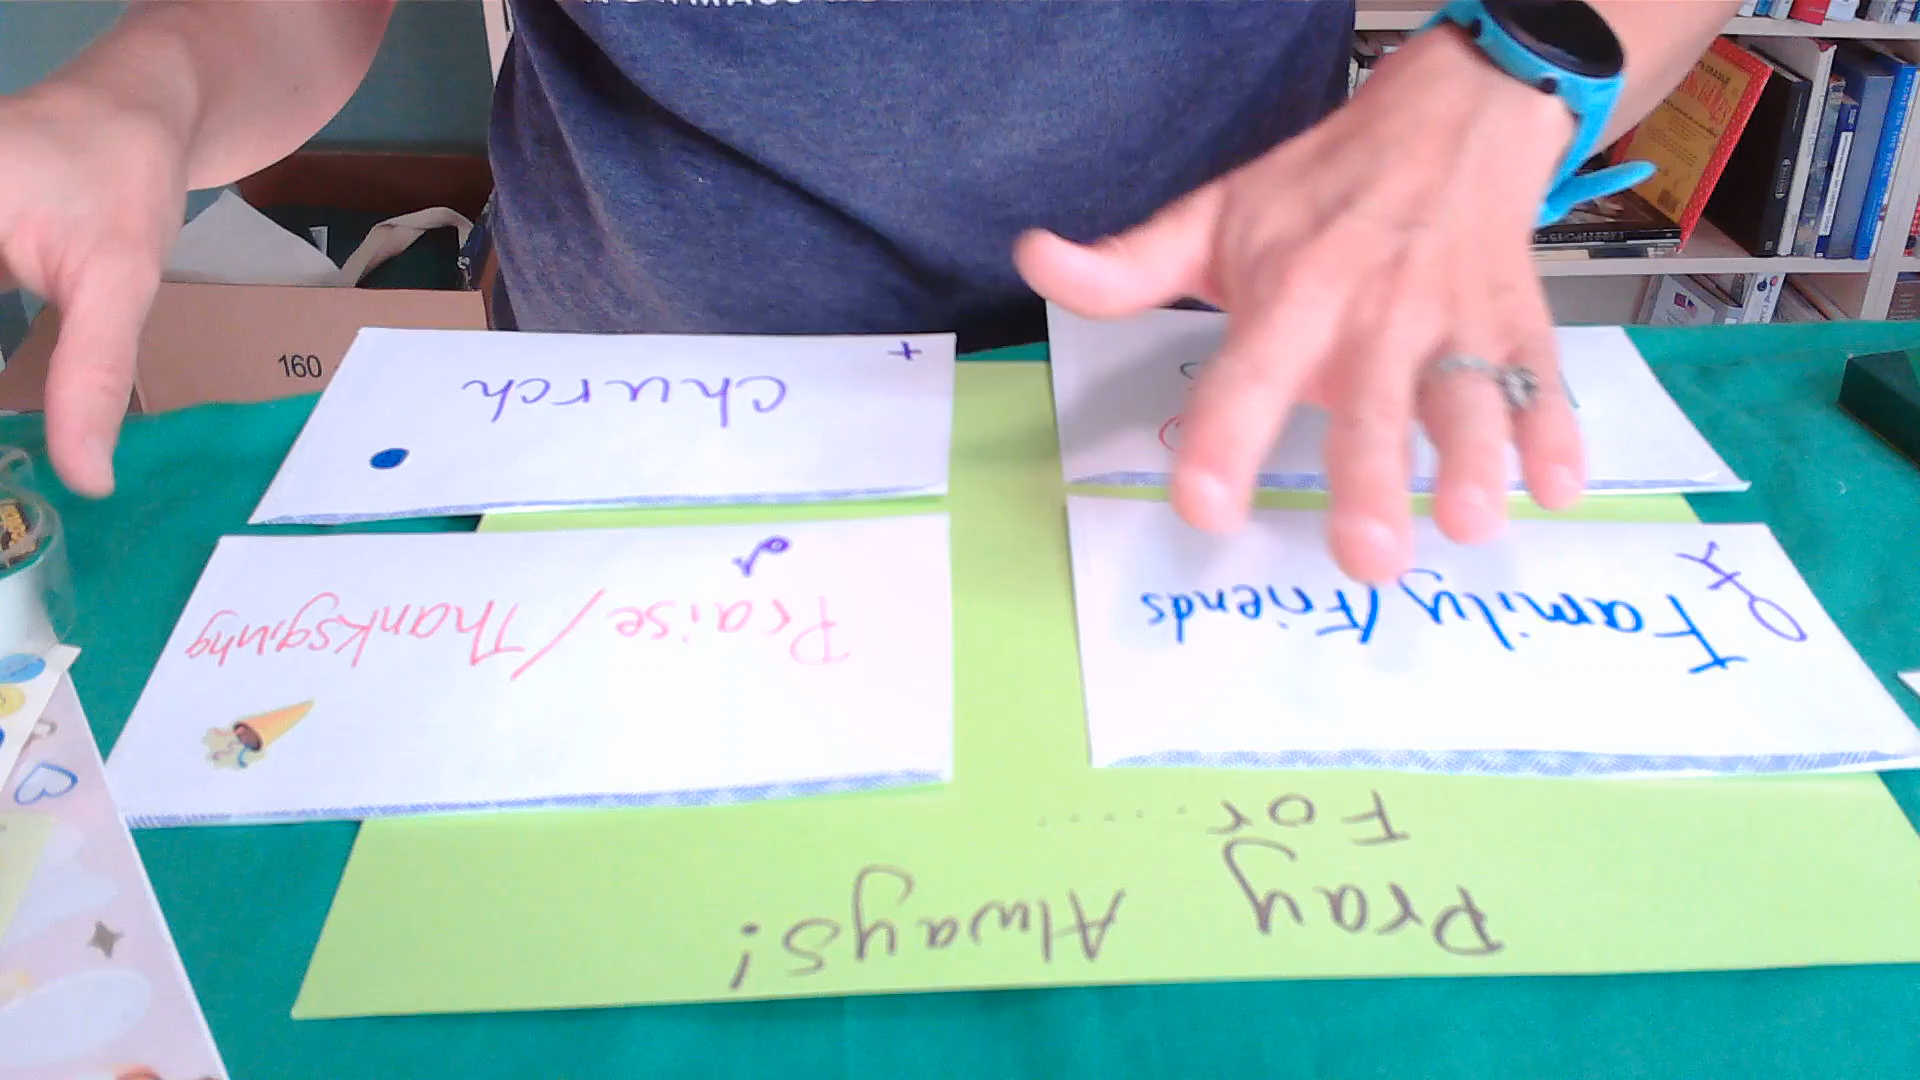 Pray Always!
For.....
Family/Friends
Praise/Thanksgiving
church
160